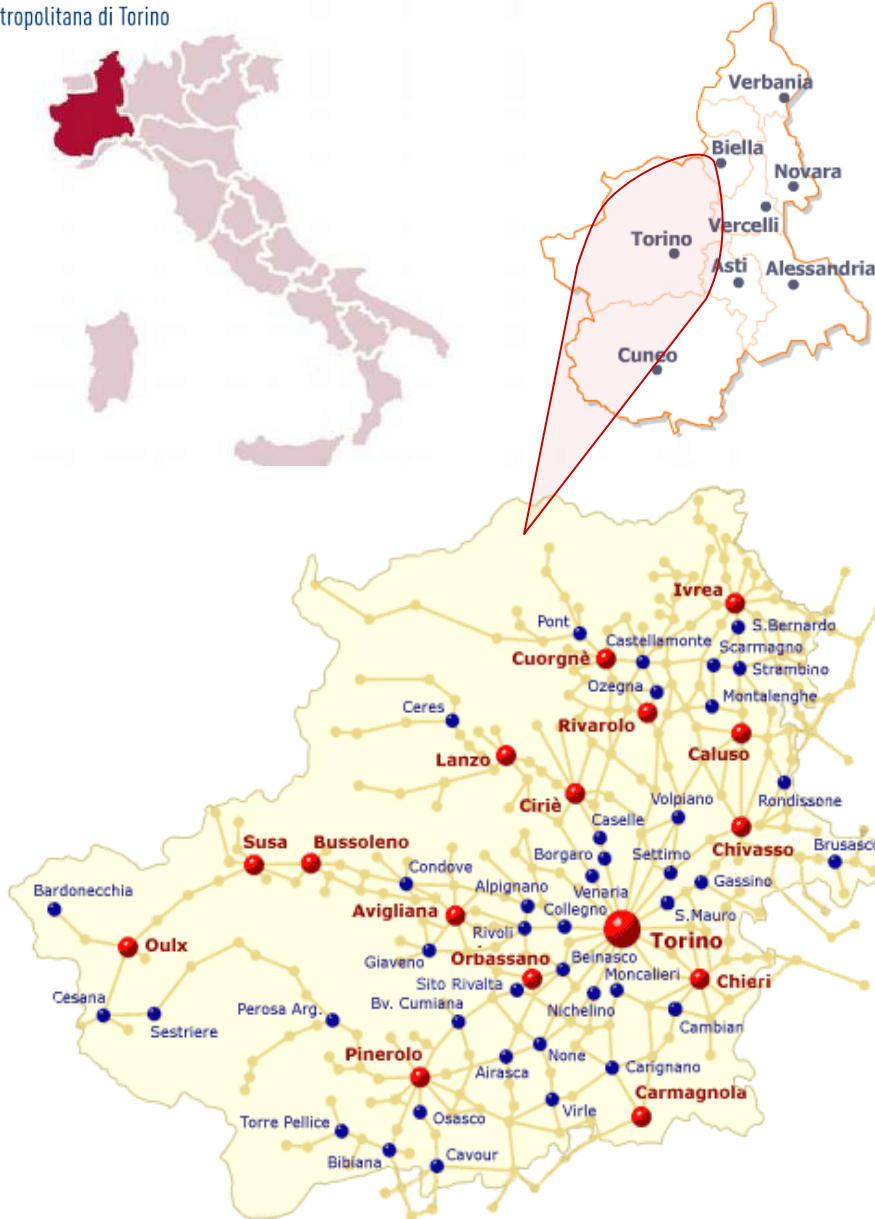 tropolitana di Torino
Verbania
Biella
Novara
Vercelli
Torino
Asti
Alessandria
Cuneo
Ivrea
Pont
S.Bernardo
Castellamonte
Scarmagno
Cuorgnè
Strambino
Ozegna
Montalenghe
Ceres
Rivarolo
Caluso
Lanzo
Ciriè
Volpiano
Rondissone
Caselle
Susa
Bussoleno
Chivasso
Brusasco
Borgaro
Settimo
Condove
Gassino
Bardonecchia
Alpignano
Venaria
Avigliana
Collegno
S.Mauro
Rivoli
Torino
Oulx
Giaveno
Orbassano
Beinasco
Moncalieri
Chieri
Sito Rivalta
Cesana
Bv. Cumiana
Perosa Arg.
Nichelino
Sestriere
Cambian
Pinerolo
None
Airasca
Carignano
Carmagnola
Torre Pellice
Osasco
Virle
Bibiana
Cavour